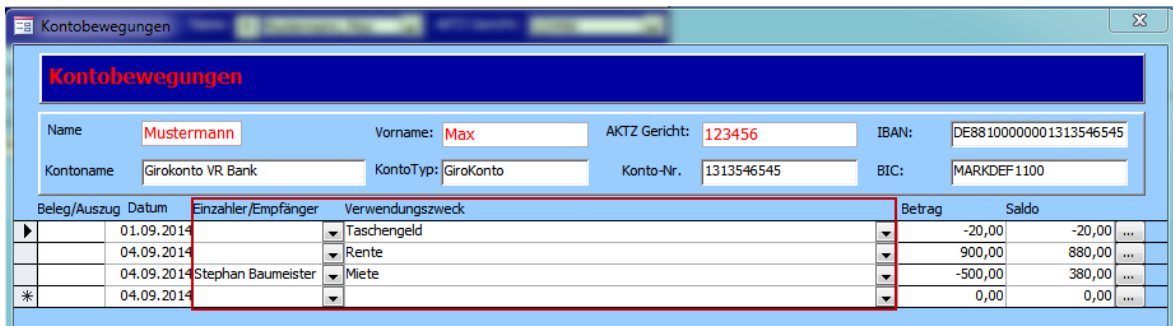 Kontobewegungen
Kontobewegungen
Name Mustermann Vorname: Max AKTZ Gericht: 123456 IBAN: DE88100000001313546545
Kontoname Girokonto VR Bank KontoTyp: GiroKonto Konto-Nr. 1313546545 BIC: MARKDEF1100
Beleg/Auszug Datum Einzahler/Empfänger Verwendungszweck Betrag Saldo
01.09.2014 Taschengeld -20,00 -20,00 ...
04.09.2014 Rente 900,00 880,00 ...
04.09.2014 Stephan Baumeister Miete -500,00 380,00 ...
04.09.2014 0,00 0,00 ...